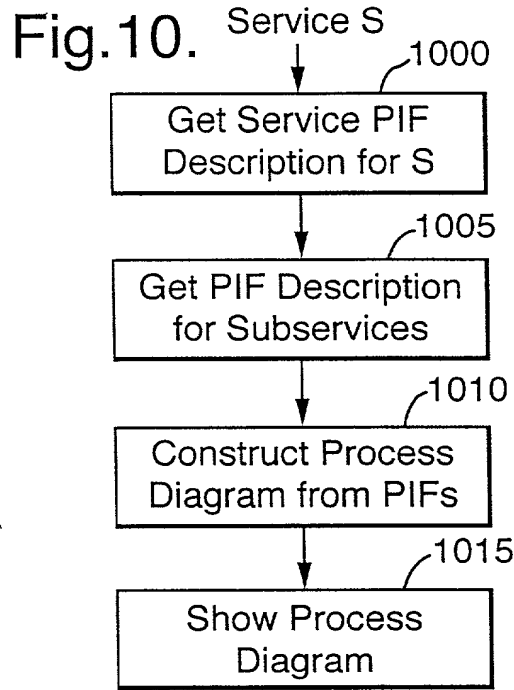 Fig.10.
Service S
1000
Get Service PIF
Description for S
1005
Get PIF Description
for Subservices
1010
Construct Process
Diagram from PIFs
1015
Show Process
Diagram